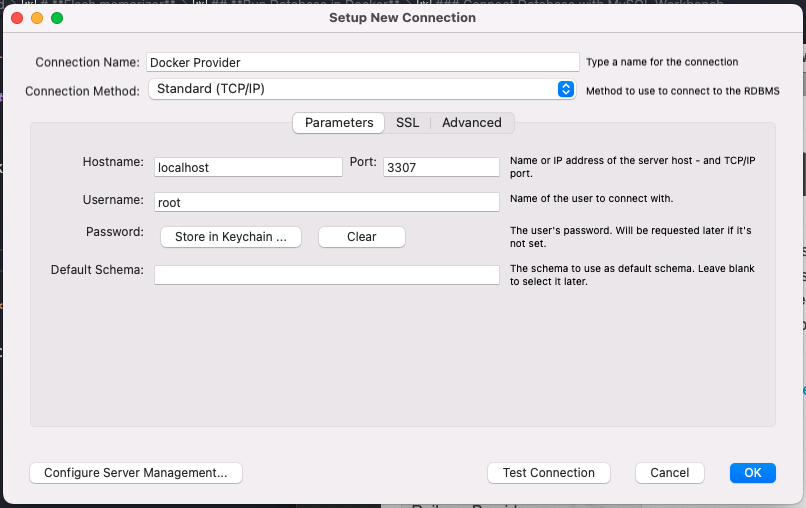 Setup New Connection
Connection Name: Docker Provider Type a name for the connection
Connection Method: Standard (TCP/IP) Method to use to connect to the RDBMS
Parameters SSL Advanced
Hostname: localhost Port: 3307 Name or IP address of the server host - and TCP/IP
port.
Username: root Name of the user to connect with.
Password: Store in Keychain ... Clear The user's password. Will be requested later if it's
not set.
Default Schema: The schema to use as default schema. Leave blank
to select it later.
Configure Server Management... Test Connection Cancel OK